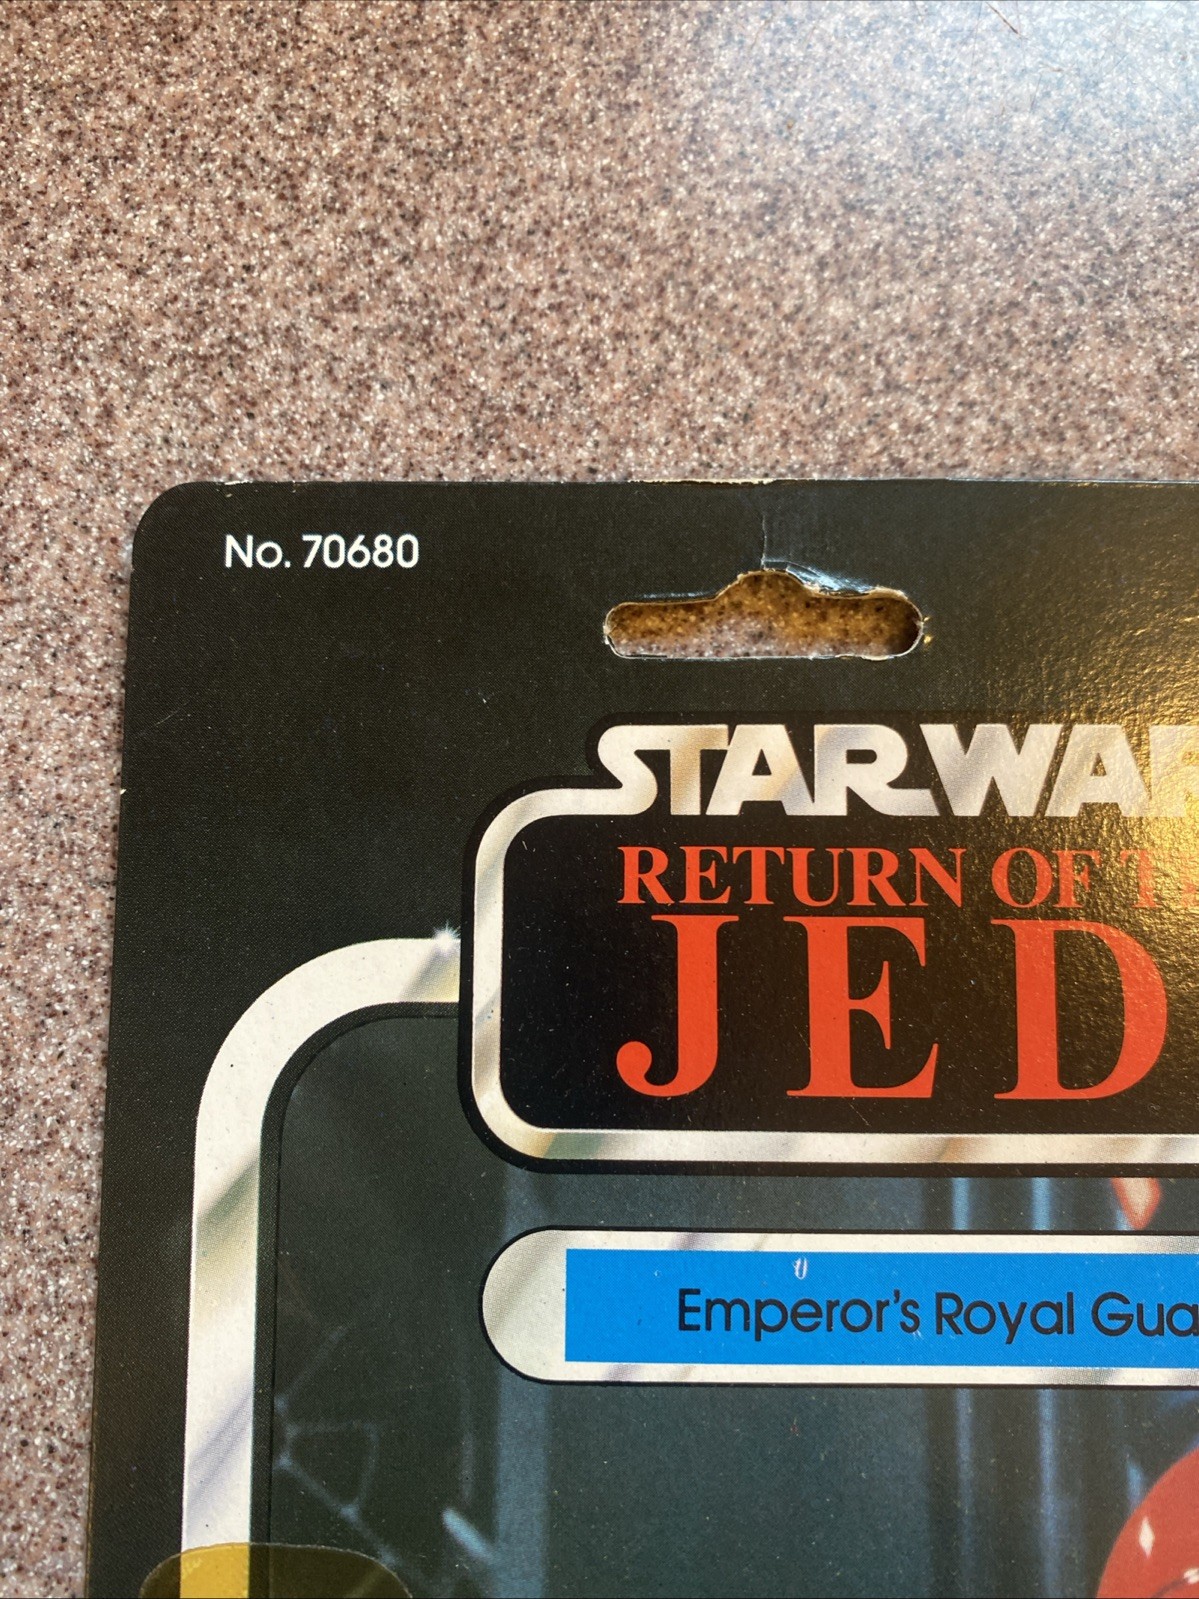 No. 70680
STAR WAR
RETURN OF T
JED
Emperor's Royal Gua